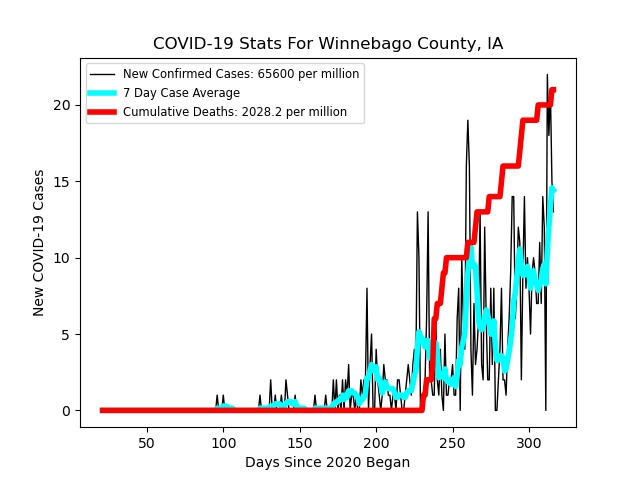 COVID-19 Stats For Winnebago County, IA
New Confirmed Cases: 65600 per million
7 Day Case Average
Cumulative Deaths: 2028.2 per million
New COVID-19 Cases
20
15
10
5
0
50 100 150 200 250 300
Days Since 2020 Began